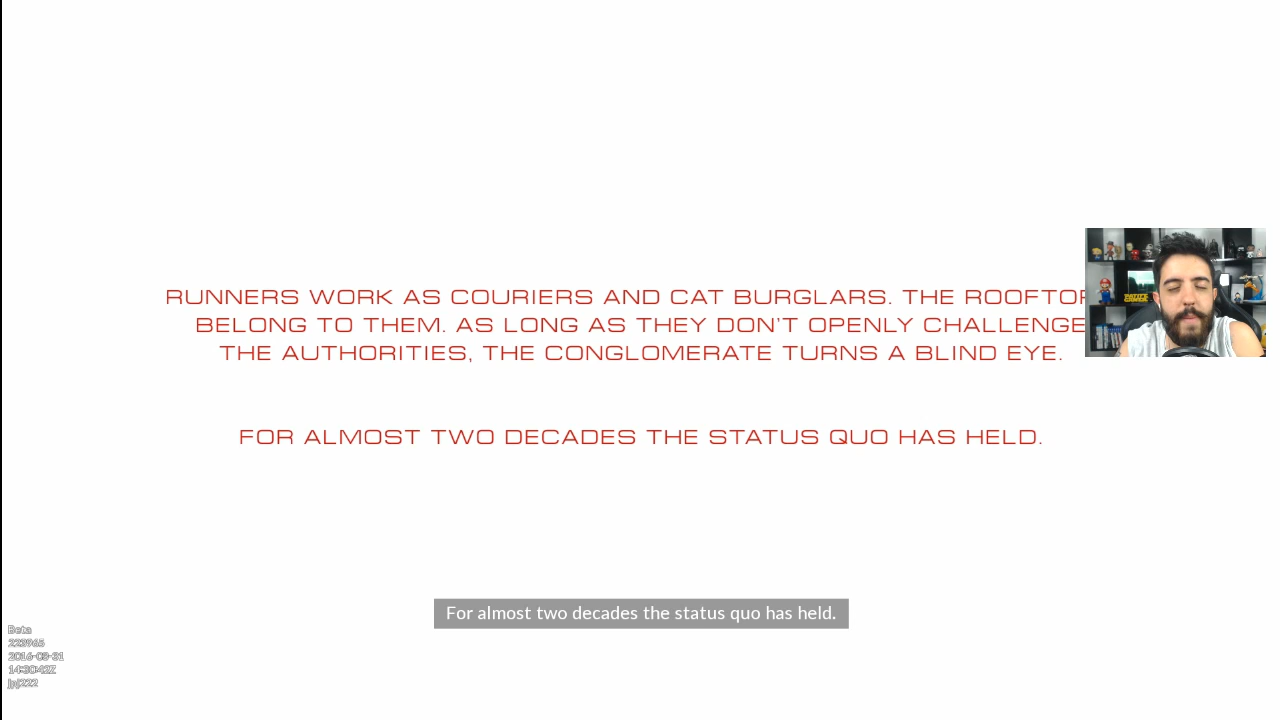 RUNNERS WORK AS COURIERS AND CAT BURGLARS. THE ROOFTOP
BELONG TO THEM. AS LONG AS THEY DON'T OPENLY CHALLENGE
THE AUTHORITIES, THE CONGLOMERATE TURNS A BLIND EYE.
FOR ALMOST TWO DECADES THE STATUS QUO HAS HELD.
For almost two decades the status quo has held.
Beta
223965